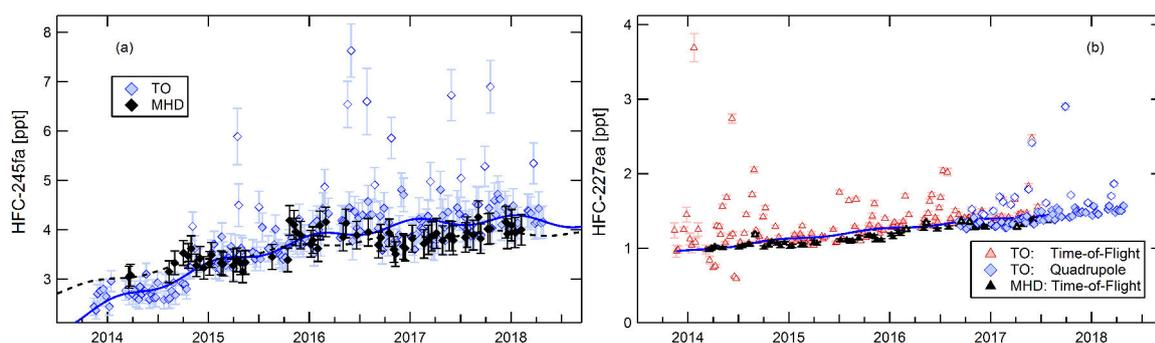 (a)
TO
MHD
HFC-245fa [ppt]
8
7
6
5
4
3
2014
2015
2016
2017
2018
(b)
HFC-227ea [ppt]
4
3
2
1
0
TO: Time-of-Flight
TO: Quadrupole
MHD: Time-of-Flight
2014
2015
2016
2017
2018